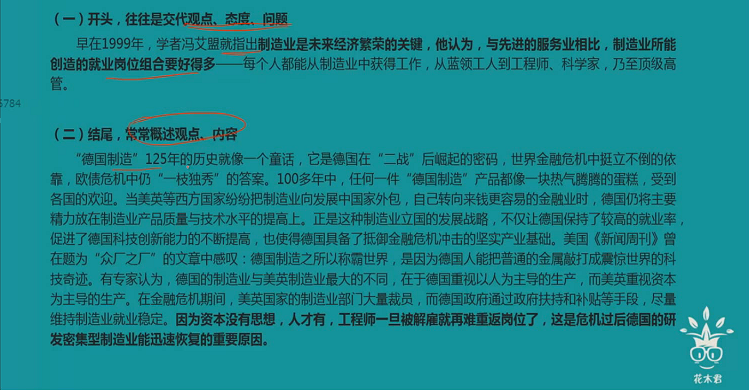 （一）开头，往往是交代观点、态度、问题
早在1999年，学者冯艾盟就指出制造业是未来经济繁荣的关键，他认为，与先进的服务业相比，制造业所能
创造的就业岗位组合要好得多——每个人都能从制造业中获得工作，从蓝领工人到工程师、科学家，乃至顶级高
管。
5784
（二）结尾，常常概述观点、内容
“德国制造”125年的历史就像一个童话，它是德国在“二战”后崛起的密码，世界金融危机中挺立不倒的依
靠，欧债危机中仍“一枝独秀”的答案。100多年中，任何一件“德国制造”产品都像一块热气腾腾的蛋糕，受到
各国的欢迎。当美英等西方国家纷纷把制造业向发展中国家外包，自己转向来钱更容易的金融业时，德国仍将主要
精力放在制造业产品质量与技术水平的提高上。正是这种制造业立国的发展战略，不仅让德国保持了较高的就业率，
促进了德国科技创新能力的不断提高，也使得德国具备了抵御金融危机冲击的坚实产业基础。美国《新闻周刊》曾
在题为“众厂之厂”的文章中感叹：德国制造之所以称霸世界，是因为德国人能把普通的金属敲打成震惊世界的科
技奇迹。有专家认为，德国的制造业与美英制造业最大的不同，在于德国重视以人为主导的生产，而美英重视资本
为主导的生产。在金融危机期间，美英国家的制造业部门大量裁员，而德国政府通过政府扶持和补贴等手段，尽量
维持制造业就业稳定。因为资本没有思想，人才有，工程师一旦被解雇就再难重返岗位了，这是危机过后德国的研
发密集型制造业能迅速恢复的重要原因。
花木君